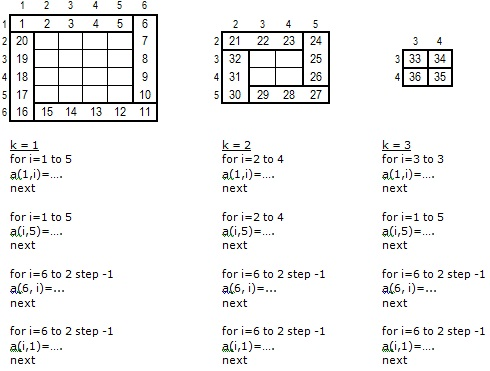 1 2 3 4 5 6
1 1 2 3 4 5 6
2 20 7
3 19 8
4 18 9
5 17 10
6 16 15 14 13 12 11
k = 1
for i=1 to 5
a(1,i)=....
next
for i=1 to 5
a(i,5)=....
next
for i=6 to 2 step -1
a(6, i)=...
next
for i=6 to 2 step -1
a(i,1)=....
next
2 3 4 5
2 21 22 23 24
3 32 25
4 31 26
5 30 29 28 27
k = 2
for i=2 to 4
a(1,i)=....
next
for i=2 to 4
a(i,5)=....
next
for i=6 to 2 step -1
a(6, i)=...
next
for i=6 to 2 step -1
a(i,1)=....
next
3 4
3 33 34
4 36 35
k = 3
for i=3 to 3
a(1,i)=....
next
for i=1 to 5
a(i,5)=....
next
for i=6 to 2 step -1
a(6, i)=...
next
for i=6 to 2 step -1
a(i,1)=....
next